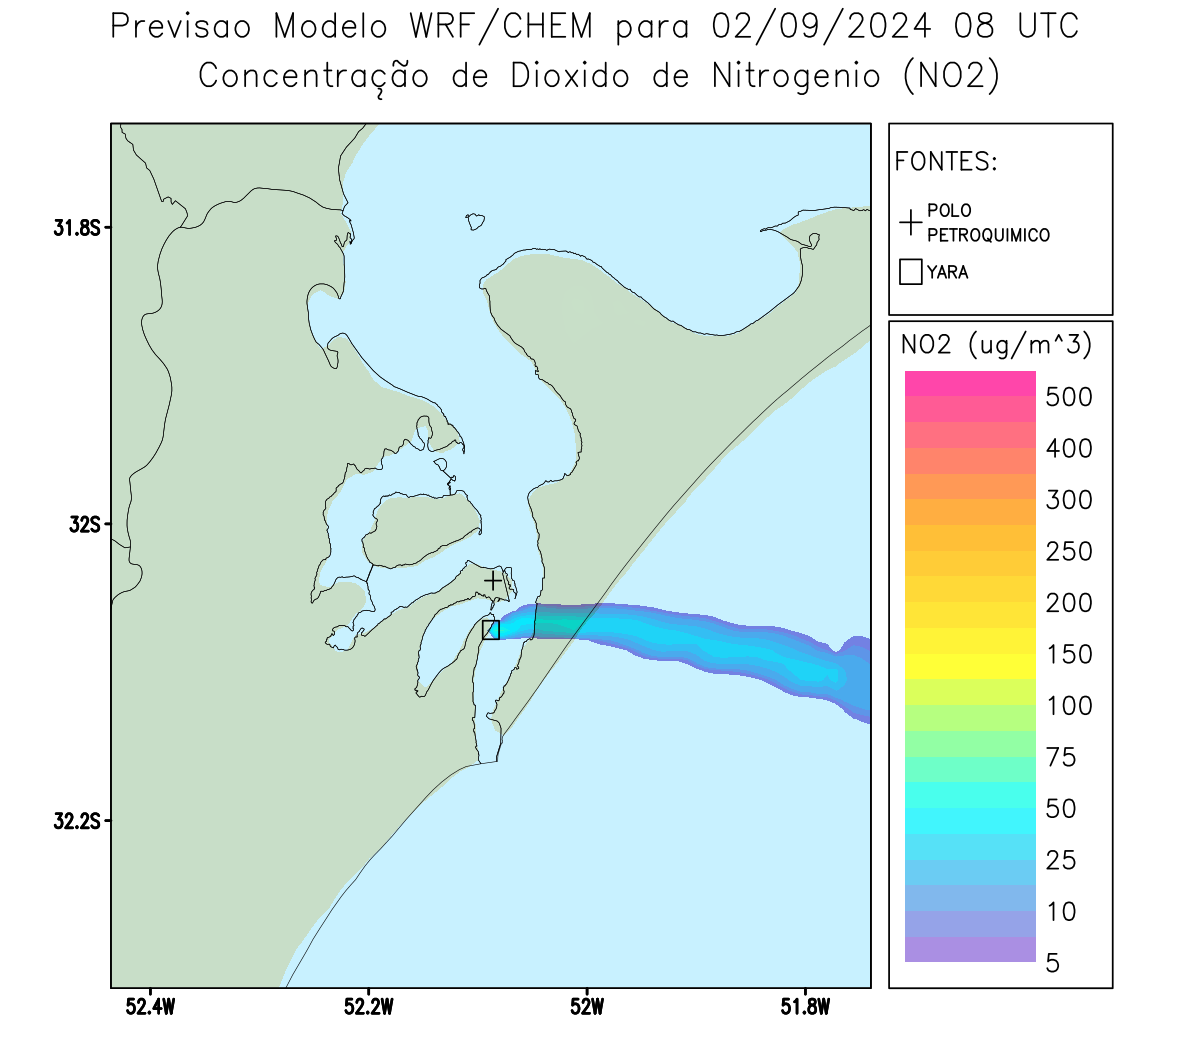 Previsao Modelo WRF/CHEM para 02/09/2024 08 UTC
Concentração de Dioxido de Nitrogenio (NO2)
FONTES:
POLO
PETROQUIMICO
YARA
NO2 (ug/m^3)
500
400
300
250
200
150
100
75
50
25
10
5
31.8S
32S
32.2S
52.4W
52.2W
52W
51.8W